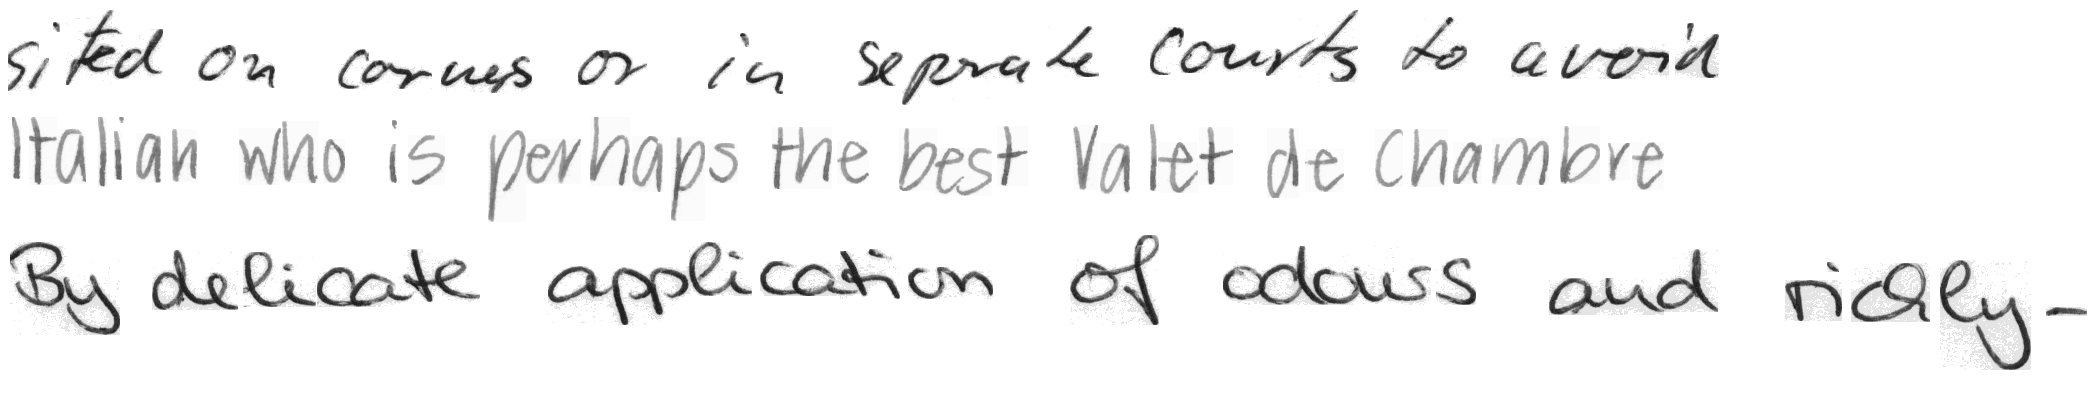 sited on corners or in separate courts to avoid
Italian who is perhaps the best Valet de Chambre
By delicate application of odours and richly-